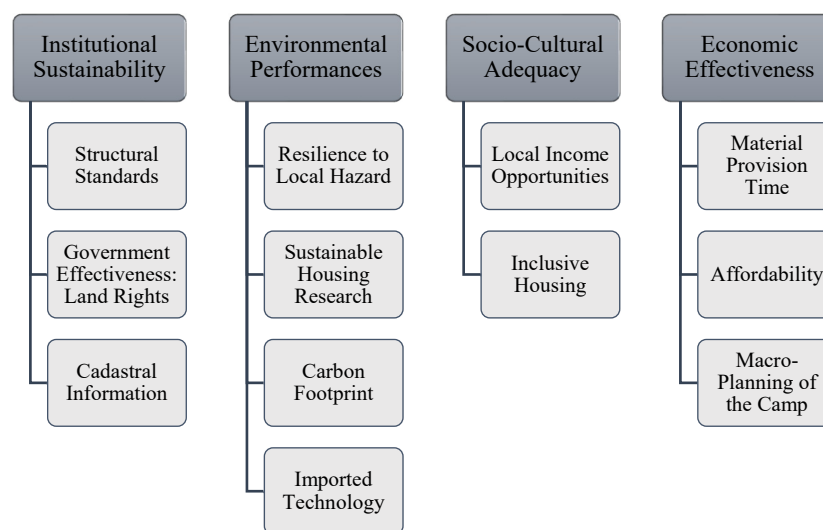 Institutional
Sustainability
Structural
Standards
Government
Effectiveness:
Land Rights
Cadastral
Information
Environmental
Performances
Resilience to
Local Hazard
Sustainable
Housing
Research
Carbon
Footprint
Imported
Technology
Socio-Cultural
Adequacy
Local Income
Opportunities
Inclusive
Housing
Economic
Effectiveness
Material
Provision
Time
Affordability
Macro-
Planning of
the Camp